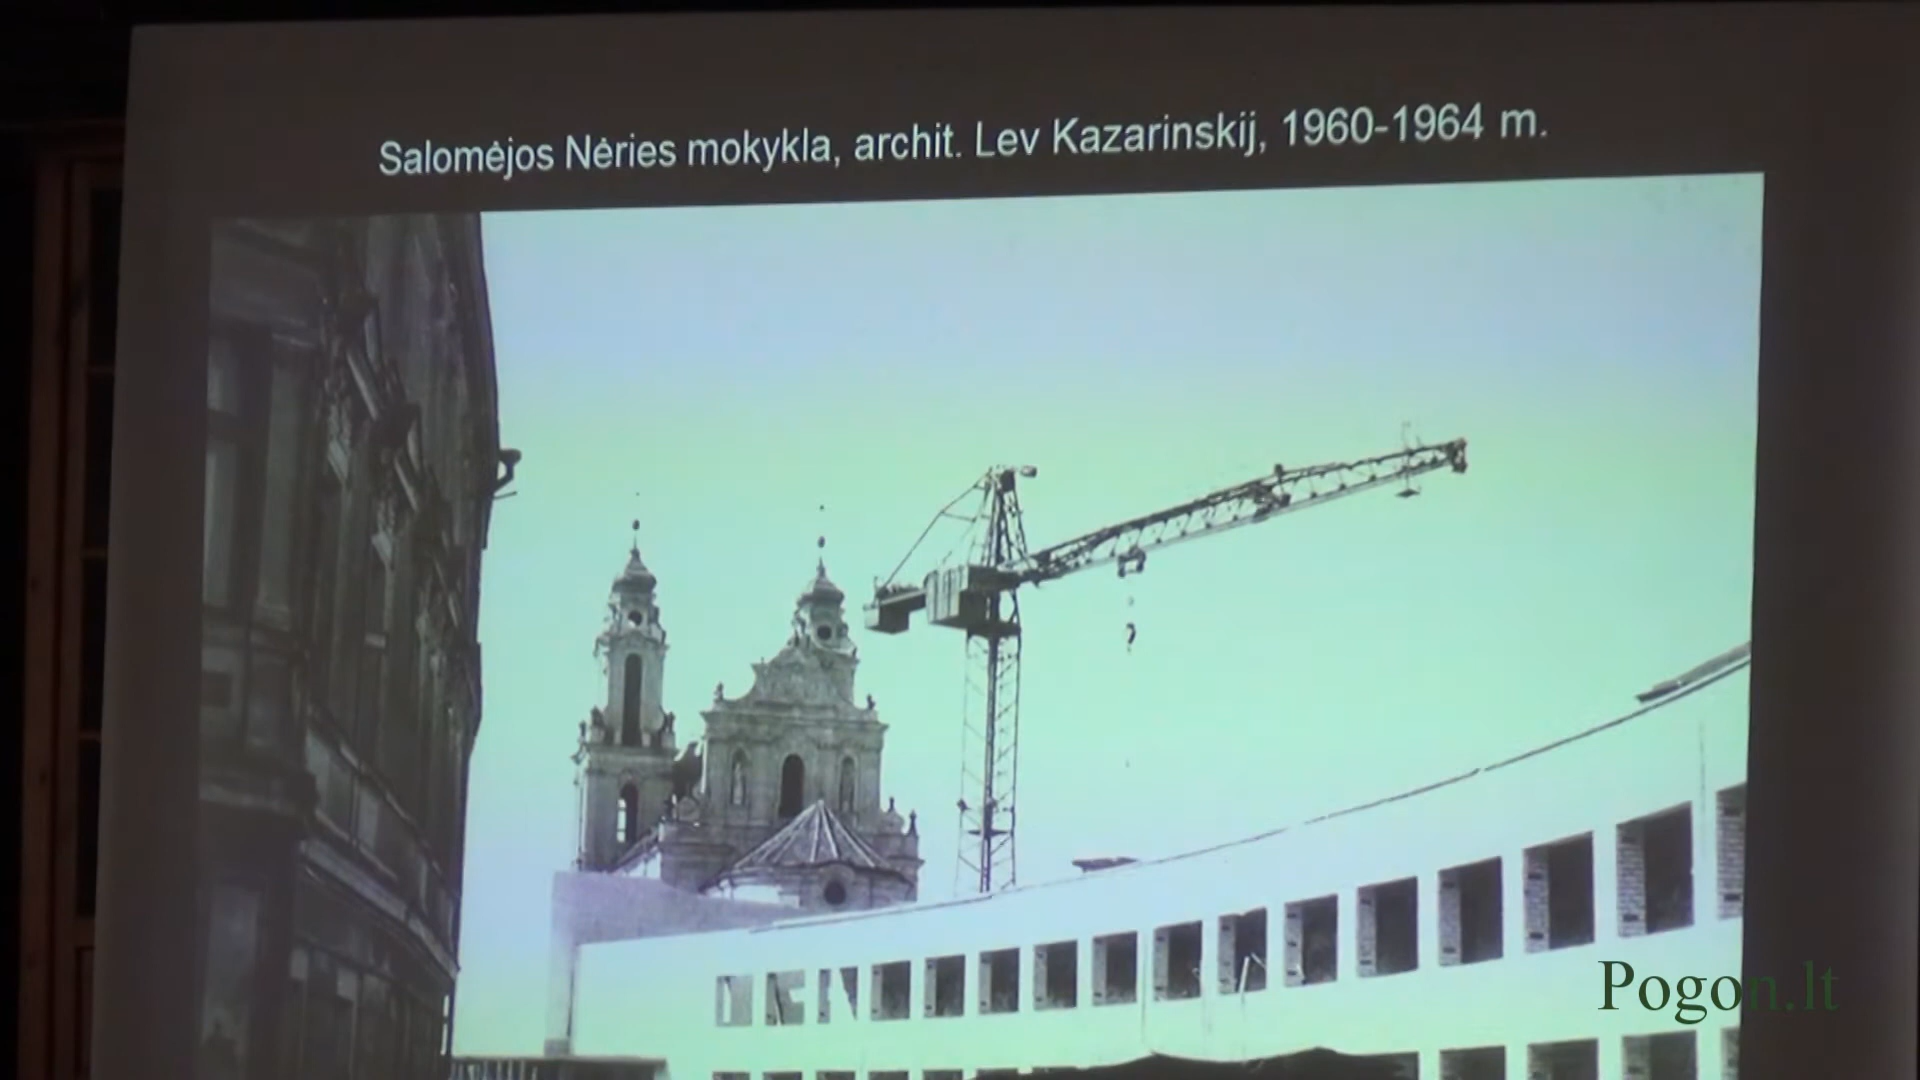 Salomėjos Nėries mokykla, archit. Lev Kazarinskij, 1960-1964 m.
Pogon.lt